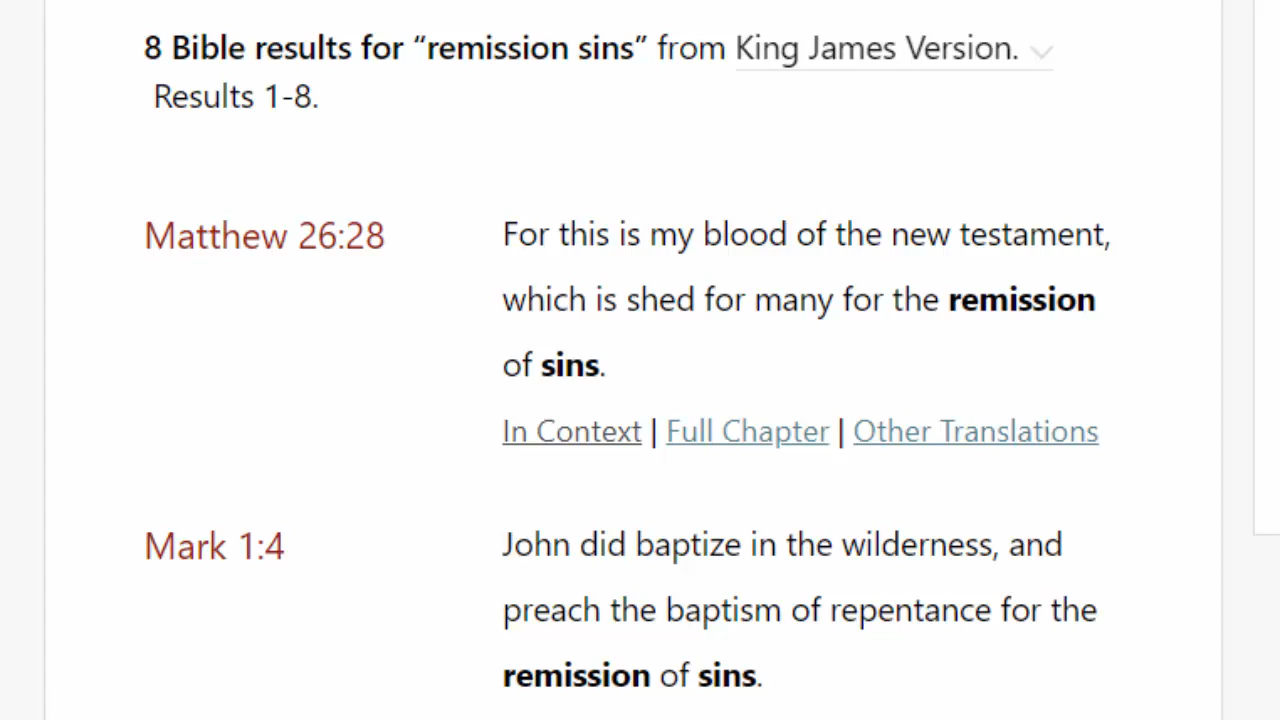 8 Bible results for “remission sins” from King James Version.
Results 1-8.
Matthew 26:28
For this is my blood of the new testament,
which is shed for many for the remission
of sins.
In Context | Full Chapter | Other Translations
Mark 1:4
John did baptize in the wilderness, and
preach the baptism of repentance for the
remission of sins.